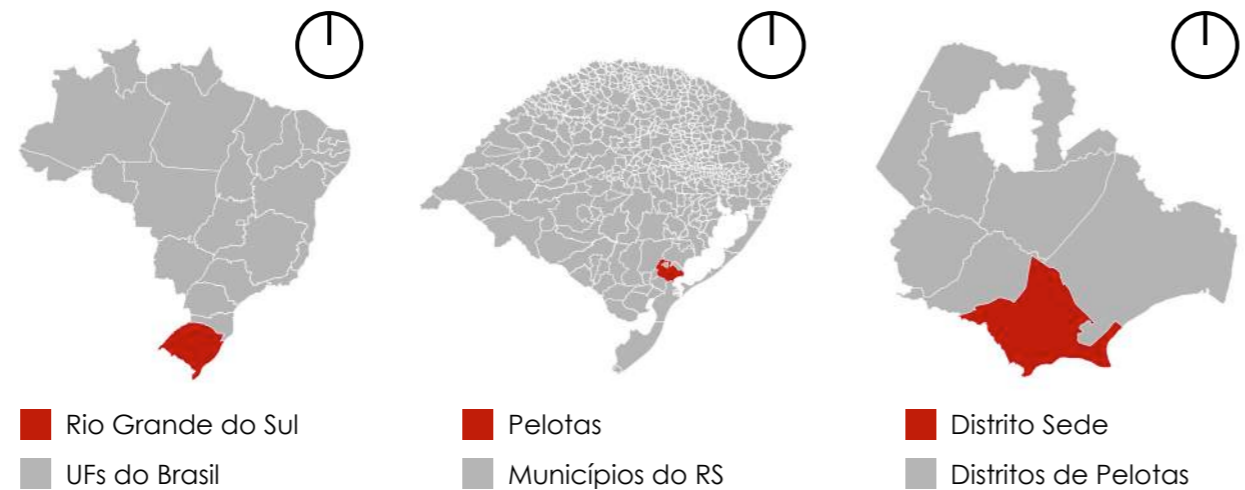 Rio Grande do Sul
UFs do Brasil
Pelotas
Municípios do RS
Distrito Sede
Distritos de Pelotas